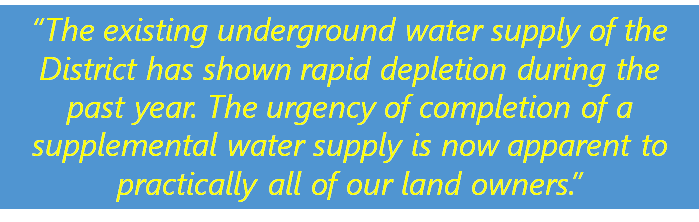 “The existing underground water supply of the
District has shown rapid depletion during the
past year. The urgency of completion of a
supplemental water supply is now apparent to
practically all of our land owners.”